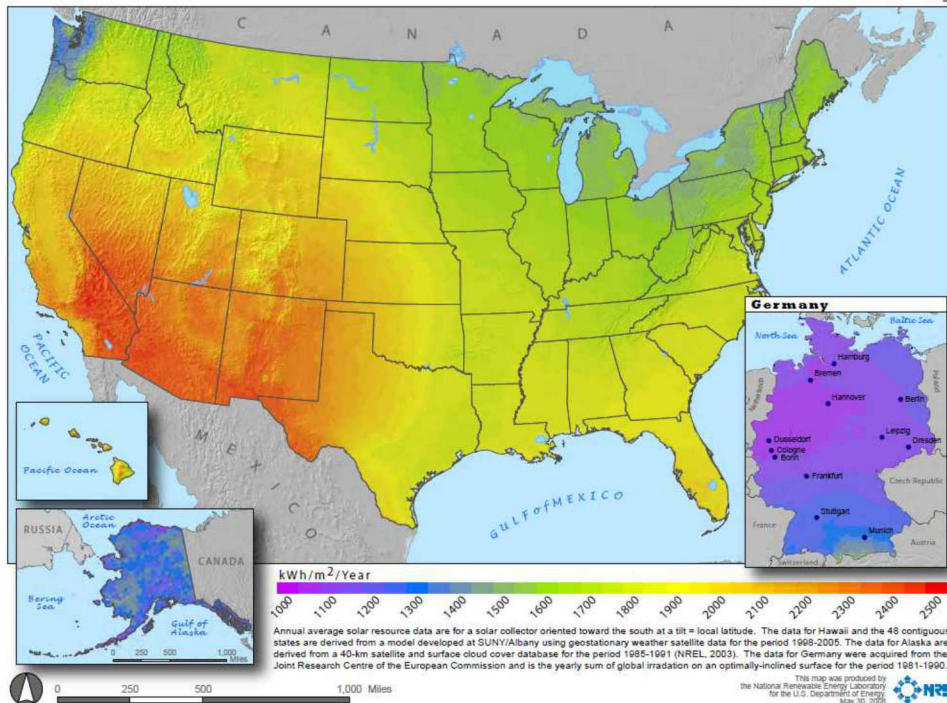 C A N A D A
ATLANTIC OCEAN
PACIFIC OCEAN
MEXICO
GULF of MEXICO
Pacific Ocean
Arctic Ocean
RUSSIA
CANADA
Bering Sea
Gulf of Alaska
0 250 500 1,000 Miles
Germany
North Sea
Baltic Sea
Hamburg
Bremen
Poland
Netherlands
Hannover
Berlin
Dusseldorf
Leipzig
Cologne
Dresden
Bonn
Frankfurt
Czech Republic
Stuttgart
France
Munich
Austria
Switzerland
kWh/m²/Year
1000 1100 1200 1300 1400 1500 1600 1700 1800 1900 2000 2100 2200 2300 2400 2500
Annual average solar resource data are for a solar collector oriented toward the south at a tilt = local latitude. The data for Hawaii and the 48 contiguous
states are derived from a model developed at SUNY/Albany using geostationary weather satellite data for the period 1998-2005. The data for Alaska are
derived from a 40-km satellite and surface cloud cover database for the period 1985-1991 (NREL, 2003). The data for Germany were acquired from the
Joint Research Centre of the European Commission and is the yearly sum of global irradation on an optimally-inclined surface for the period 1981-1990.
This map was produced by
the National Renewable Energy Laboratory
for the U.S. Department of Energy.
NRE
0 250 500 1,000 Miles